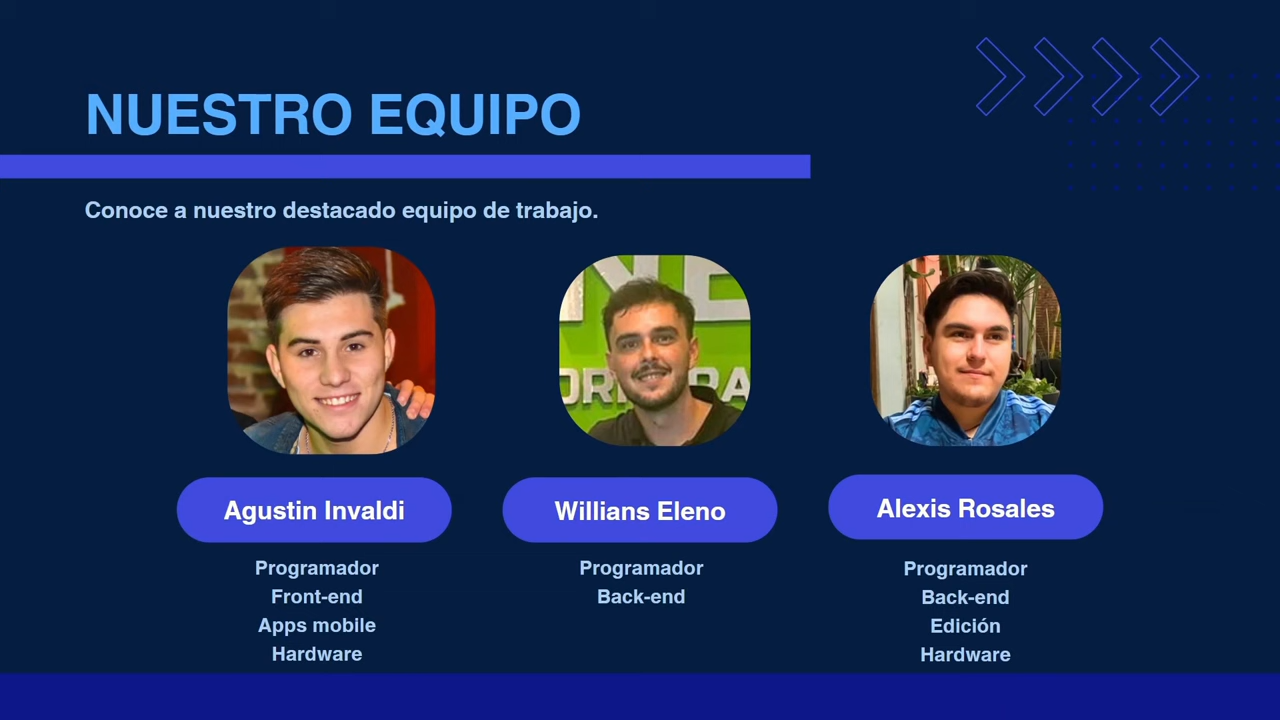 NUESTRO EQUIPO
Conoce a nuestro destacado equipo de trabajo.
Agustin Invaldi
Programador
Front-end
Apps mobile
Hardware
Willians Eleno
Programador
Back-end
Alexis Rosales
Programador
Back-end
Edición
Hardware